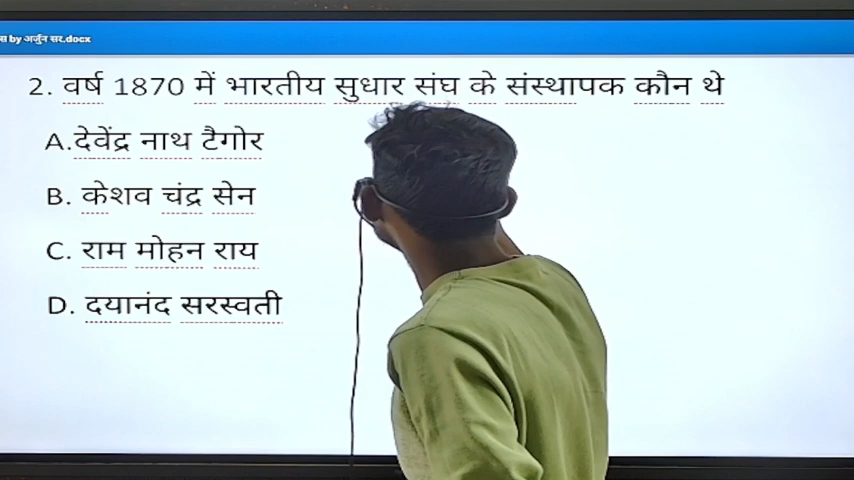 स by अर्जुन सर.docx
2. वर्ष 1870 में भारतीय सुधार संघ के संस्थापक कौन थे
A.देवेंद्र नाथ टैगोर
B. केशव चंद्र सेन
C. राम मोहन राय
D. दयानंद सरस्वती